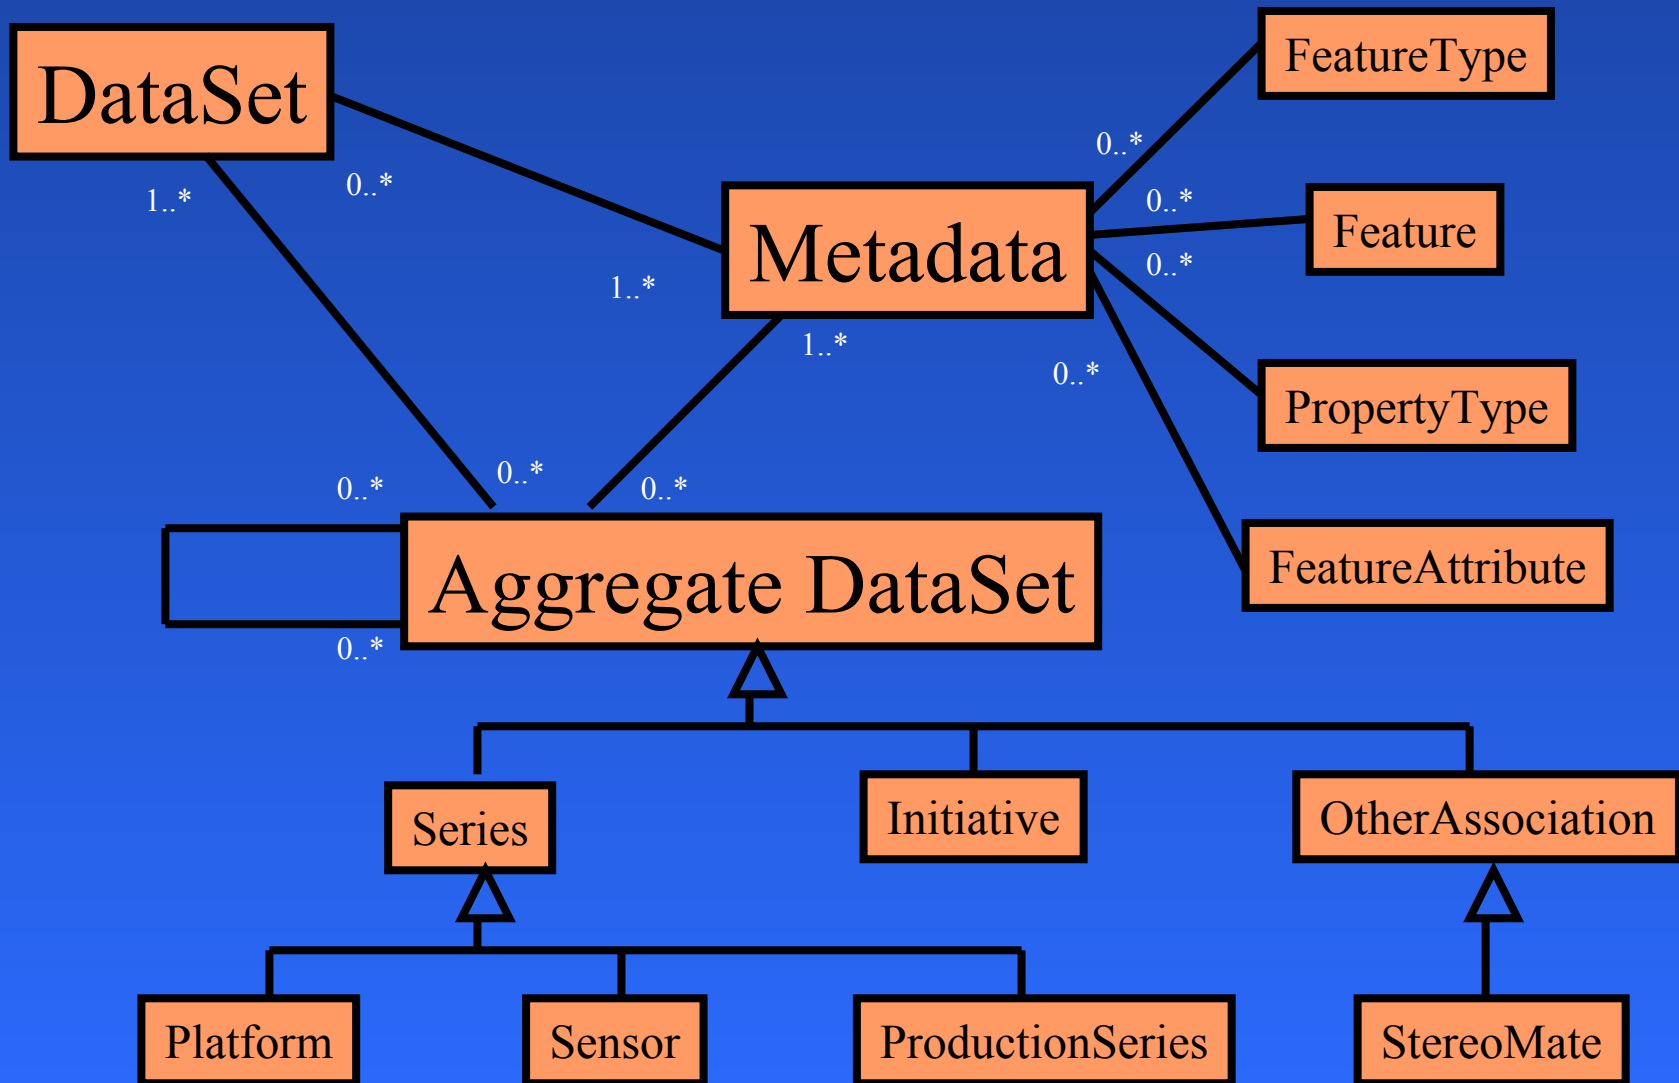 DataSet
FeatureType
0..*
0..*
1..*
0..*
Feature
Metadata
0..*
1..*
1..*
0..*
PropertyType
0..*
0..*
0..*
FeatureAttribute
Aggregate DataSet
0..*
Series
Initiative
OtherAssociation
Platform
Sensor
ProductionSeries
StereoMate